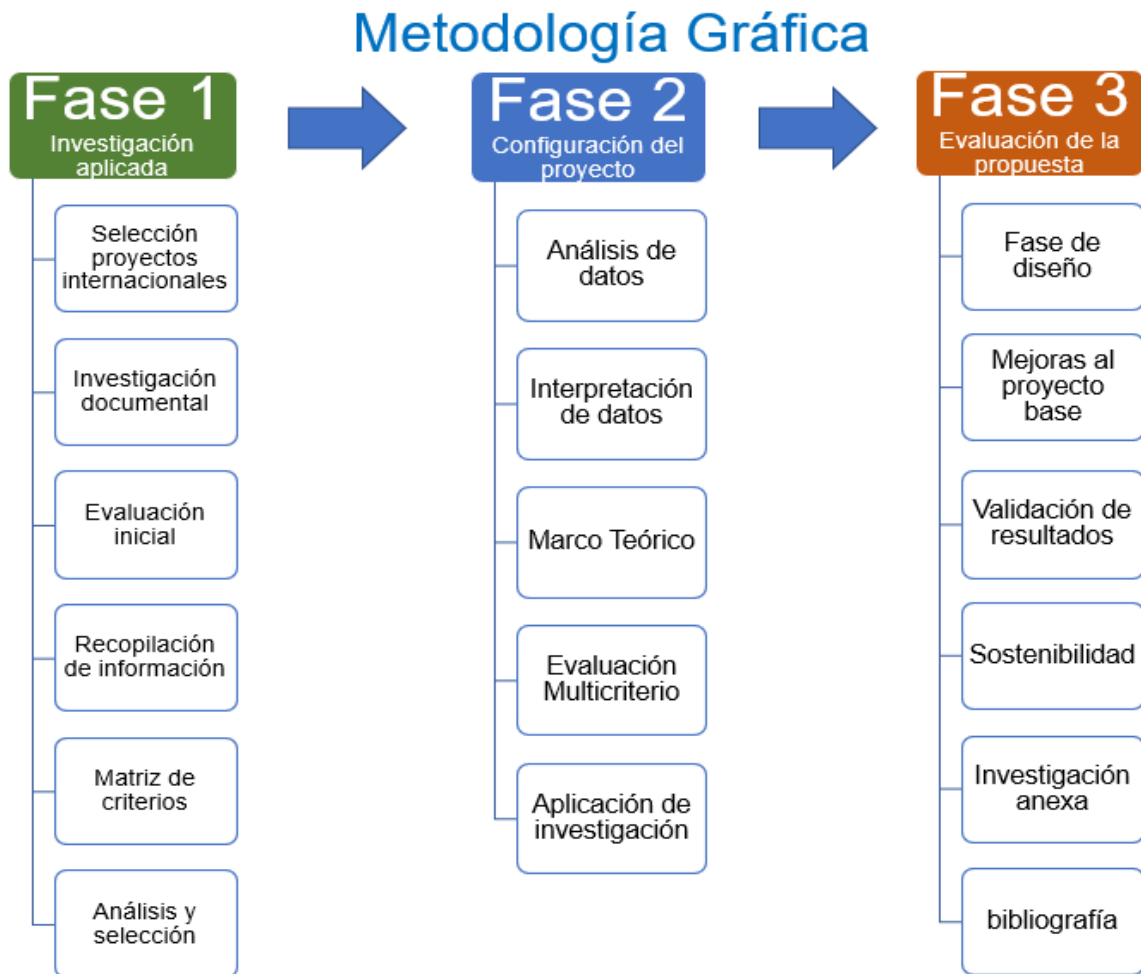 Metodología Gráfica
Fase 1
Investigación
aplicada
Selección
proyectos
internacionales
Investigación
documental
Evaluación
inicial
Recopilación
de información
Matriz de
criterios
Análisis y
selección
Fase 2
Configuración del
proyecto
Análisis de
datos
Interpretación
de datos
Marco Teórico
Evaluación
Multicriterio
Aplicación de
investigación
Fase 3
Evaluación de la
propuesta
Fase de
diseño
Mejoras al
proyecto
base
Validación de
resultados
Sostenibilidad
Investigación
anexa
bibliografía